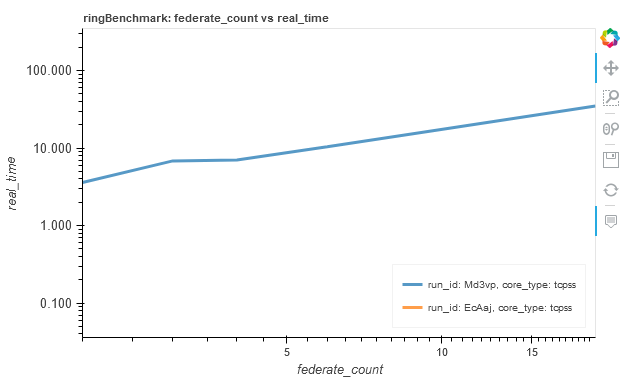 ringBenchmark: federate_count vs real_time
100.000
10.000
1.000
0.100
real_time
run_id: Md3vp, core_type: tcpss
run_id: EcAaj, core_type: tcpss
5
10
15
federate_count